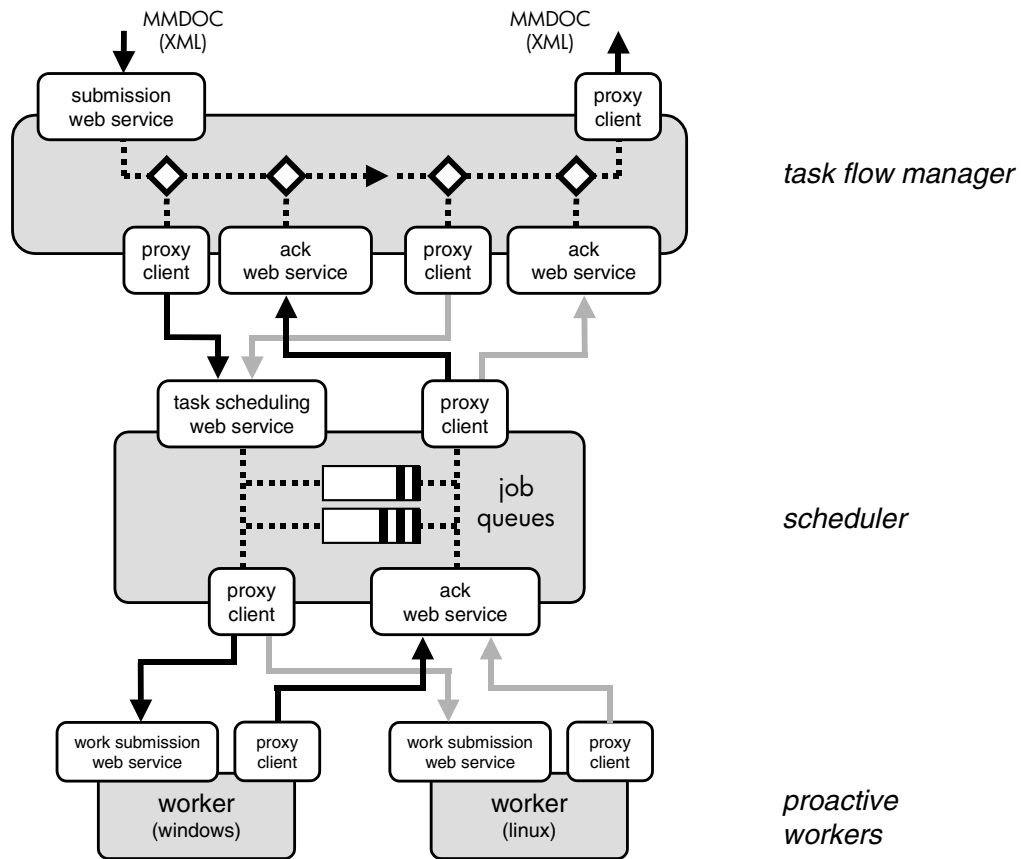 MMDOC
(XML)
MMDOC
(XML)
submission
web service
proxy
client
task flow manager
proxy
client
ack
web service
proxy
client
ack
web service
task scheduling
web service
proxy
client
job
queues
scheduler
proxy
client
ack
web service
work submission
web service
proxy
client
work submission
web service
proxy
client
worker
(windows)
worker
(linux)
proactive
workers